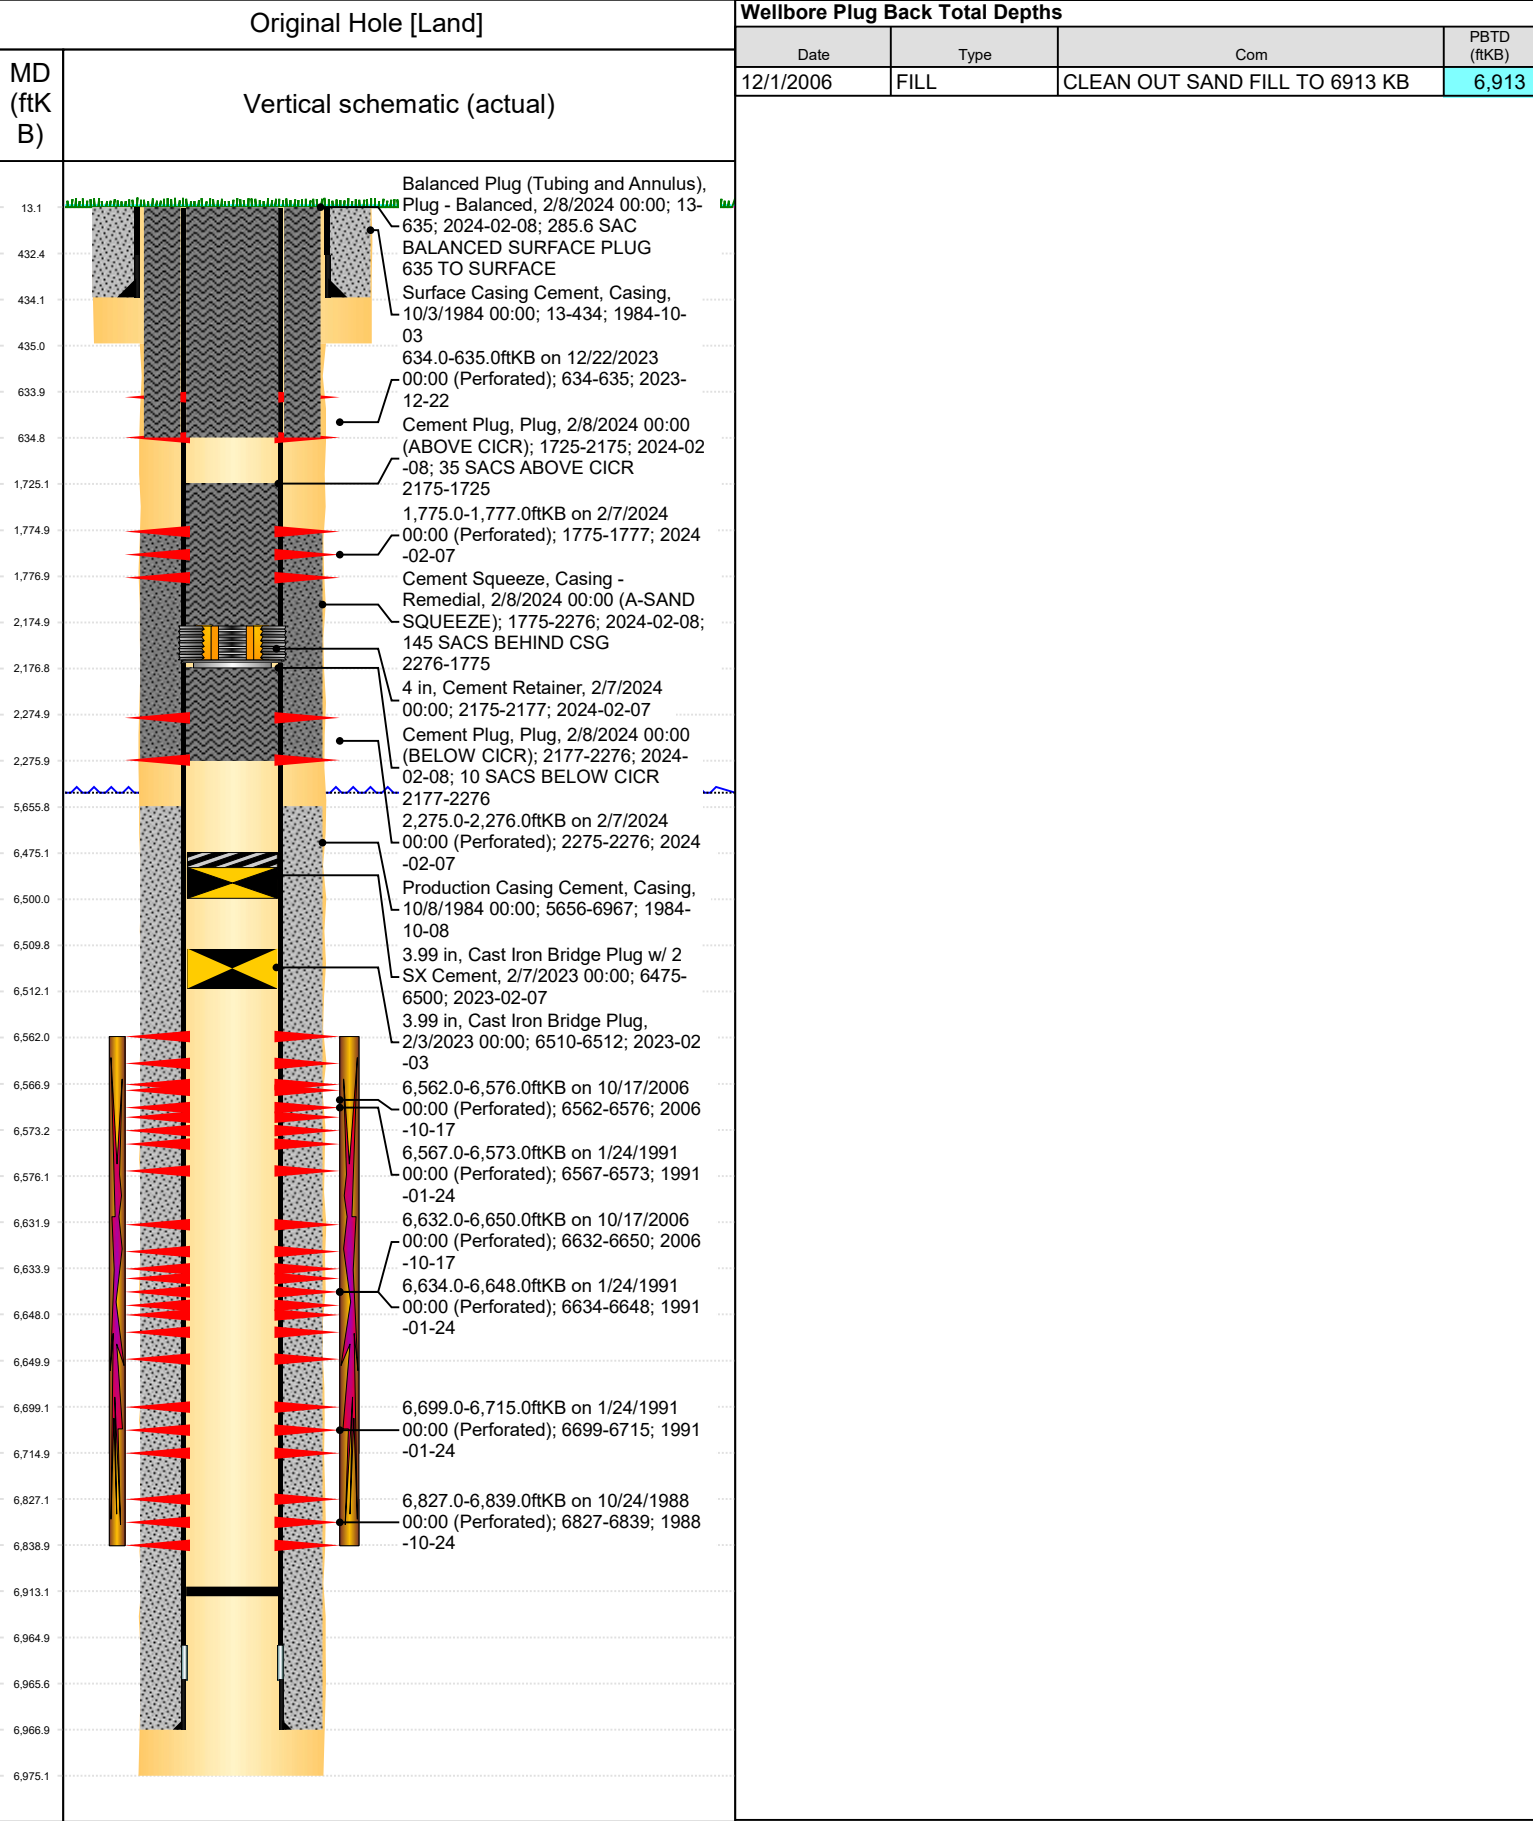 Original Hole [Land]
MD
(ftK
B)
Vertical schematic (actual)
13.1
432.4
434.1
435.0
633.9
634.8
1,725.1
1,774.9
1,776.9
2,174.9
2,176.8
2,274.9
2,275.9
5,655.8
6,475.1
6,500.0
6,509.8
6,512.1
6,562.0
6,566.9
6,573.2
6,576.1
6,631.9
6,633.9
6,648.0
6,649.9
6,699.1
6,714.9
6,827.1
6,838.9
6,913.1
6,964.9
6,965.6
6,966.9
6,975.1
Balanced Plug (Tubing and Annulus),
Plug - Balanced, 2/8/2024 00:00; 13-
635; 2024-02-08; 285.6 SAC
BALANCED SURFACE PLUG
635 TO SURFACE
Surface Casing Cement, Casing,
10/3/1984 00:00; 13-434; 1984-10-
03
634.0-635.0ftKB on 12/22/2023
00:00 (Perforated); 634-635; 2023-
12-22
Cement Plug, Plug, 2/8/2024 00:00
(ABOVE CICR); 1725-2175; 2024-02
-08; 35 SACS ABOVE CICR
2175-1725
1,775.0-1,777.0ftKB on 2/7/2024
00:00 (Perforated); 1775-1777; 2024
-02-07
Cement Squeeze, Casing -
Remedial, 2/8/2024 00:00 (A-SAND
SQUEEZE); 1775-2276; 2024-02-08;
145 SACS BEHIND CSG
2276-1775
4 in, Cement Retainer, 2/7/2024
00:00; 2175-2177; 2024-02-07
Cement Plug, Plug, 2/8/2024 00:00
(BELOW CICR); 2177-2276; 2024-
02-08; 10 SACS BELOW CICR
2177-2276
2,275.0-2,276.0ftKB on 2/7/2024
00:00 (Perforated); 2275-2276; 2024
-02-07
Production Casing Cement, Casing,
10/8/1984 00:00; 5656-6967; 1984-
10-08
3.99 in, Cast Iron Bridge Plug w/ 2
SX Cement, 2/7/2023 00:00; 6475-
6500; 2023-02-07
3.99 in, Cast Iron Bridge Plug,
2/3/2023 00:00; 6510-6512; 2023-02
-03
6,562.0-6,576.0ftKB on 10/17/2006
00:00 (Perforated); 6562-6576; 2006
-10-17
6,567.0-6,573.0ftKB on 1/24/1991
00:00 (Perforated); 6567-6573; 1991
-01-24
6,632.0-6,650.0ftKB on 10/17/2006
00:00 (Perforated); 6632-6650; 2006
-10-17
6,634.0-6,648.0ftKB on 1/24/1991
00:00 (Perforated); 6634-6648; 1991
-01-24
6,699.0-6,715.0ftKB on 1/24/1991
00:00 (Perforated); 6699-6715; 1991
-01-24
6,827.0-6,839.0ftKB on 10/24/1988
00:00 (Perforated); 6827-6839; 1988
-10-24
Wellbore Plug Back Total Depths
Date Type Com PBTD (ftKB)
12/1/2006 FILL CLEAN OUT SAND FILL TO 6913 KB 6,913